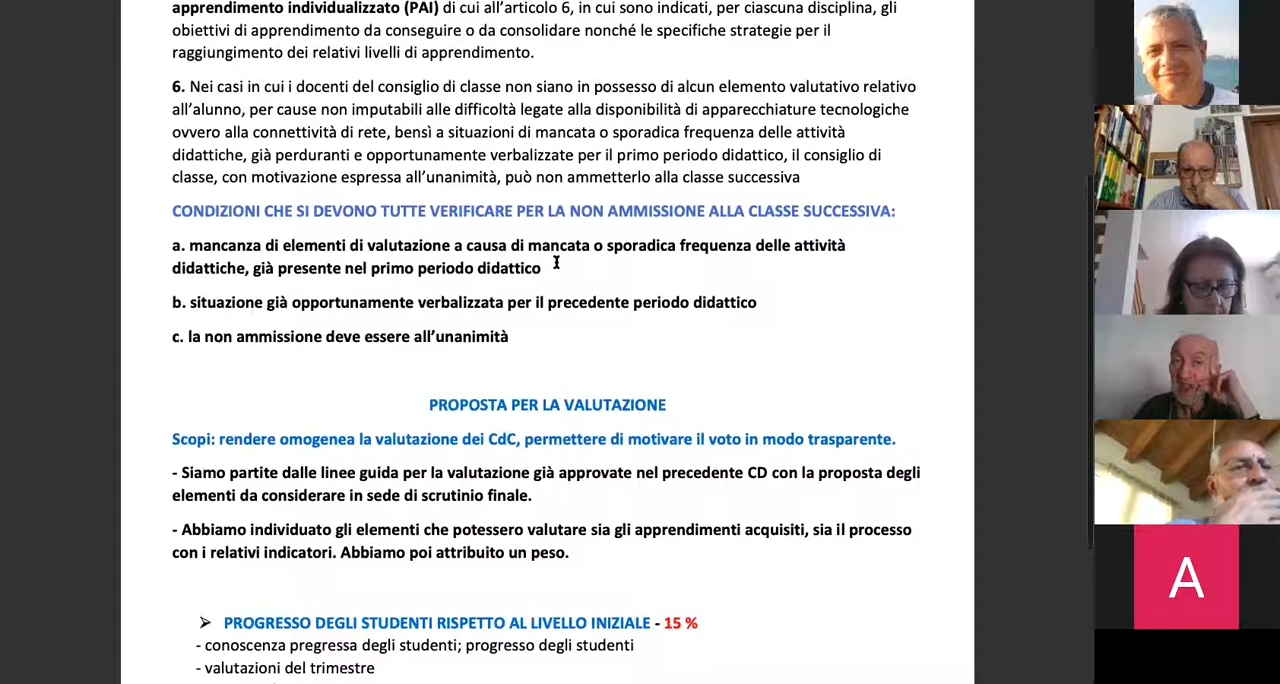 apprendimento individualizzato (PAI) di cui all’articolo 6, in cui sono indicati, per ciascuna disciplina, gli
obiettivi di apprendimento da conseguire o da consolidare nonché le specifiche strategie per il
raggiungimento dei relativi livelli di apprendimento.
6. Nei casi in cui i docenti del consiglio di classe non siano in possesso di alcun elemento valutativo relativo
all’alunno, per cause non imputabili alle difficoltà legate alla disponibilità di apparecchiature tecnologiche
ovvero alla connettività di rete, bensì a situazioni di mancata o sporadica frequenza delle attività
didattiche, già perduranti e opportunamente verbalizzate per il primo periodo didattico, il consiglio di
classe, con motivazione espressa all’unanimità, può non ammetterlo alla classe successiva
CONDIZIONI CHE SI DEVONO TUTTE VERIFICARE PER LA NON AMMISSIONE ALLA CLASSE SUCCESSIVA:
a. mancanza di elementi di valutazione a causa di mancata o sporadica frequenza delle attività
didattiche, già presente nel primo periodo didattico
b. situazione già opportunamente verbalizzata per il precedente periodo didattico
c. la non ammissione deve essere all’unanimità
PROPOSTA PER LA VALUTAZIONE
Scopi: rendere omogenea la valutazione dei CdC, permettere di motivare il voto in modo trasparente.
- Siamo partite dalle linee guida per la valutazione già approvate nel precedente CD con la proposta degli
elementi da considerare in sede di scrutinio finale.
- Abbiamo individuato gli elementi che potessero valutare sia gli apprendimenti acquisiti, sia il processo
con i relativi indicatori. Abbiamo poi attribuito un peso.
➢ PROGRESSO DEGLI STUDENTI RISPETTO AL LIVELLO INIZIALE - 15 %
- conoscenza pregressa degli studenti; progresso degli studenti
- valutazioni del trimestre
A